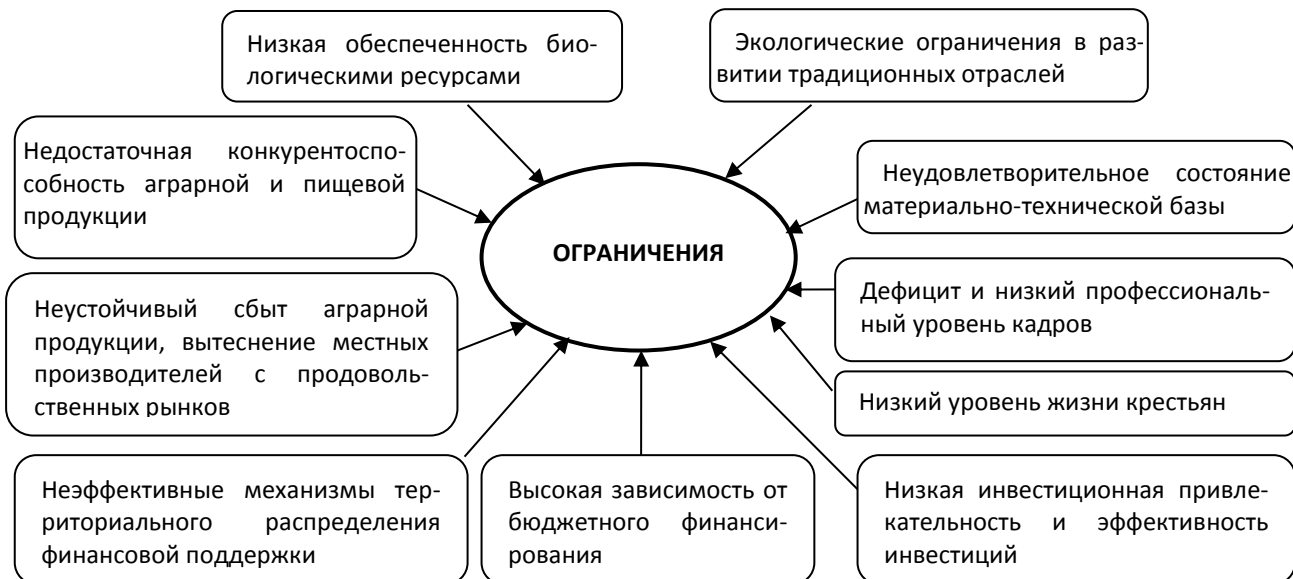 Низкая обеспеченность био-
логическими ресурсами
Экологические ограничения в раз-
витии традиционных отраслей
Недостаточная конкурентоспо-
собность аграрной и пищевой
продукции
Неудовлетворительное состояние
материально-технической базы
ОГРАНИЧЕНИЯ
Неустойчивый сбыт аграрной
продукции, вытеснение местных
производителей с продоволь-
ственных рынков
Дефицит и низкий профессиональ-
ный уровень кадров
Низкий уровень жизни крестьян
Неэффективные механизмы тер-
риториального распределения
финансовой поддержки
Высокая зависимость от
бюджетного финанси-
рования
Низкая инвестиционная привле-
кательность и эффективность
инвестиций